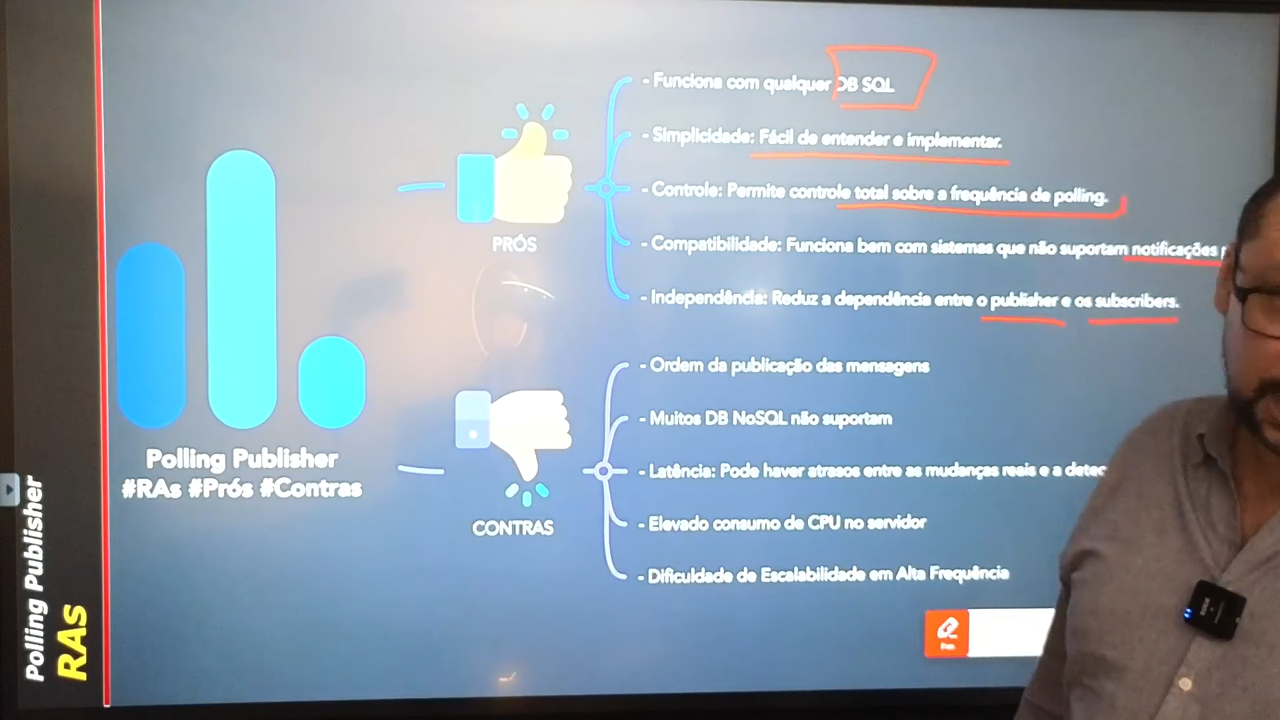 Polling Publisher
RAs
Polling Publisher
#RAs #Prós #Contras
PRÓS
- Funciona com qualquer DB SQL
- Simplicidade: Fácil de entender e implementar.
- Controle: Permite controle total sobre a frequência de polling.
- Compatibilidade: Funciona bem com sistemas que não suportam notificações
- Independência: Reduz a dependência entre o publisher e os subscribers.
CONTRAS
- Ordem da publicação das mensagens
- Muitos DB NoSQL não suportam
- Latência: Pode haver atrasos entre as mudanças reais e a detec
- Elevado consumo de CPU no servidor
- Dificuldade de Escalabilidade em Alta Frequência